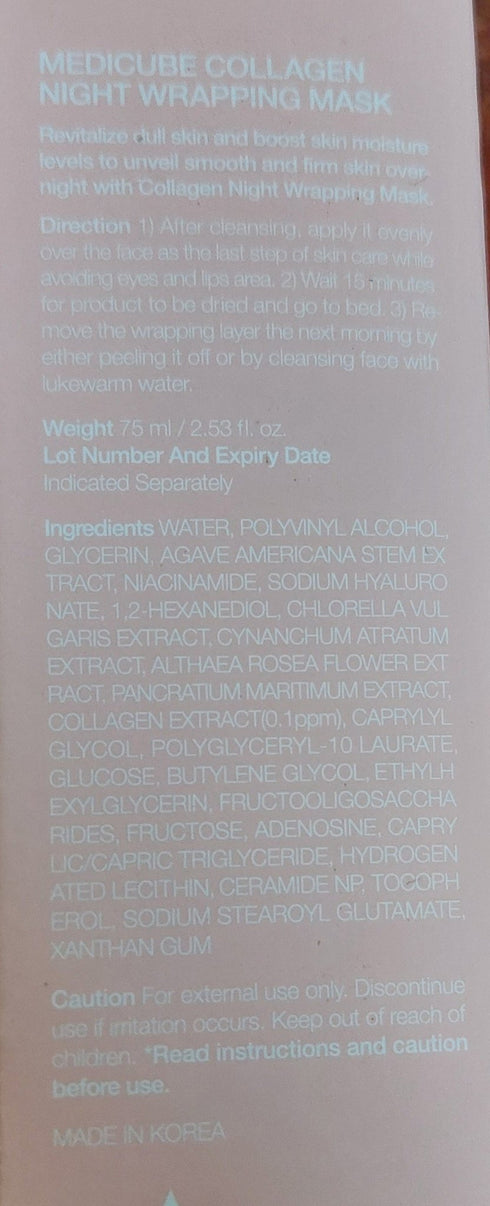 MEDICUBE COLLAGEN
NIGHT WRAPPING MASK
Revitalize dull skin and boost skin moisture
levels to unveil smooth and firm skin over-
night with Collagen Night Wrapping Mask.
Direction 1) After cleansing, apply it evenly
over the face as the last step of skin care while
avoiding eyes and lips area. 2) Wait 15 minutes
for product to be dried and go to bed. 3) Re-
move the wrapping layer the next morning by
either peeling it off or by cleansing face with
lukewarm water.
Weight 75 ml / 2.53 fl. oz.
Lot Number And Expiry Date
Indicated Separately
Ingredients WATER, POLYVINYL ALCOHOL,
GLYCERIN, AGAVE AMERICANA STEM EX
TRACT, NIACINAMIDE, SODIUM HYALURO
NATE, 1,2-HEXANEDIOL, CHLORELLA VUL
GARIS EXTRACT, CYNANCHUM ATRATUM
EXTRACT, ALTHAEA ROSEA FLOWER EXT
RACT, PANCRATIUM MARITIMUM EXTRACT,
COLLAGEN EXTRACT(0.1ppm), CAPRYLYL
GLYCOL, POLYGLYCERYL-10 LAURATE,
GLUCOSE, BUTYLENE GLYCOL, ETHYLH
EXYLGLYCERIN, FRUCTOOLIGOSACCHA
RIDES, FRUCTOSE, ADENOSINE, CAPRY
LIC/CAPRIC TRIGLYCERIDE, HYDROGEN
ATED LECITHIN, CERAMIDE NP, TOCOPH
EROL, SODIUM STEAROYL GLUTAMATE,
XANTHAN GUM
Caution For external use only. Discontinue
use if irritation occurs. Keep out of reach of
children. *Read instructions and caution
before use.
MADE IN KOREA